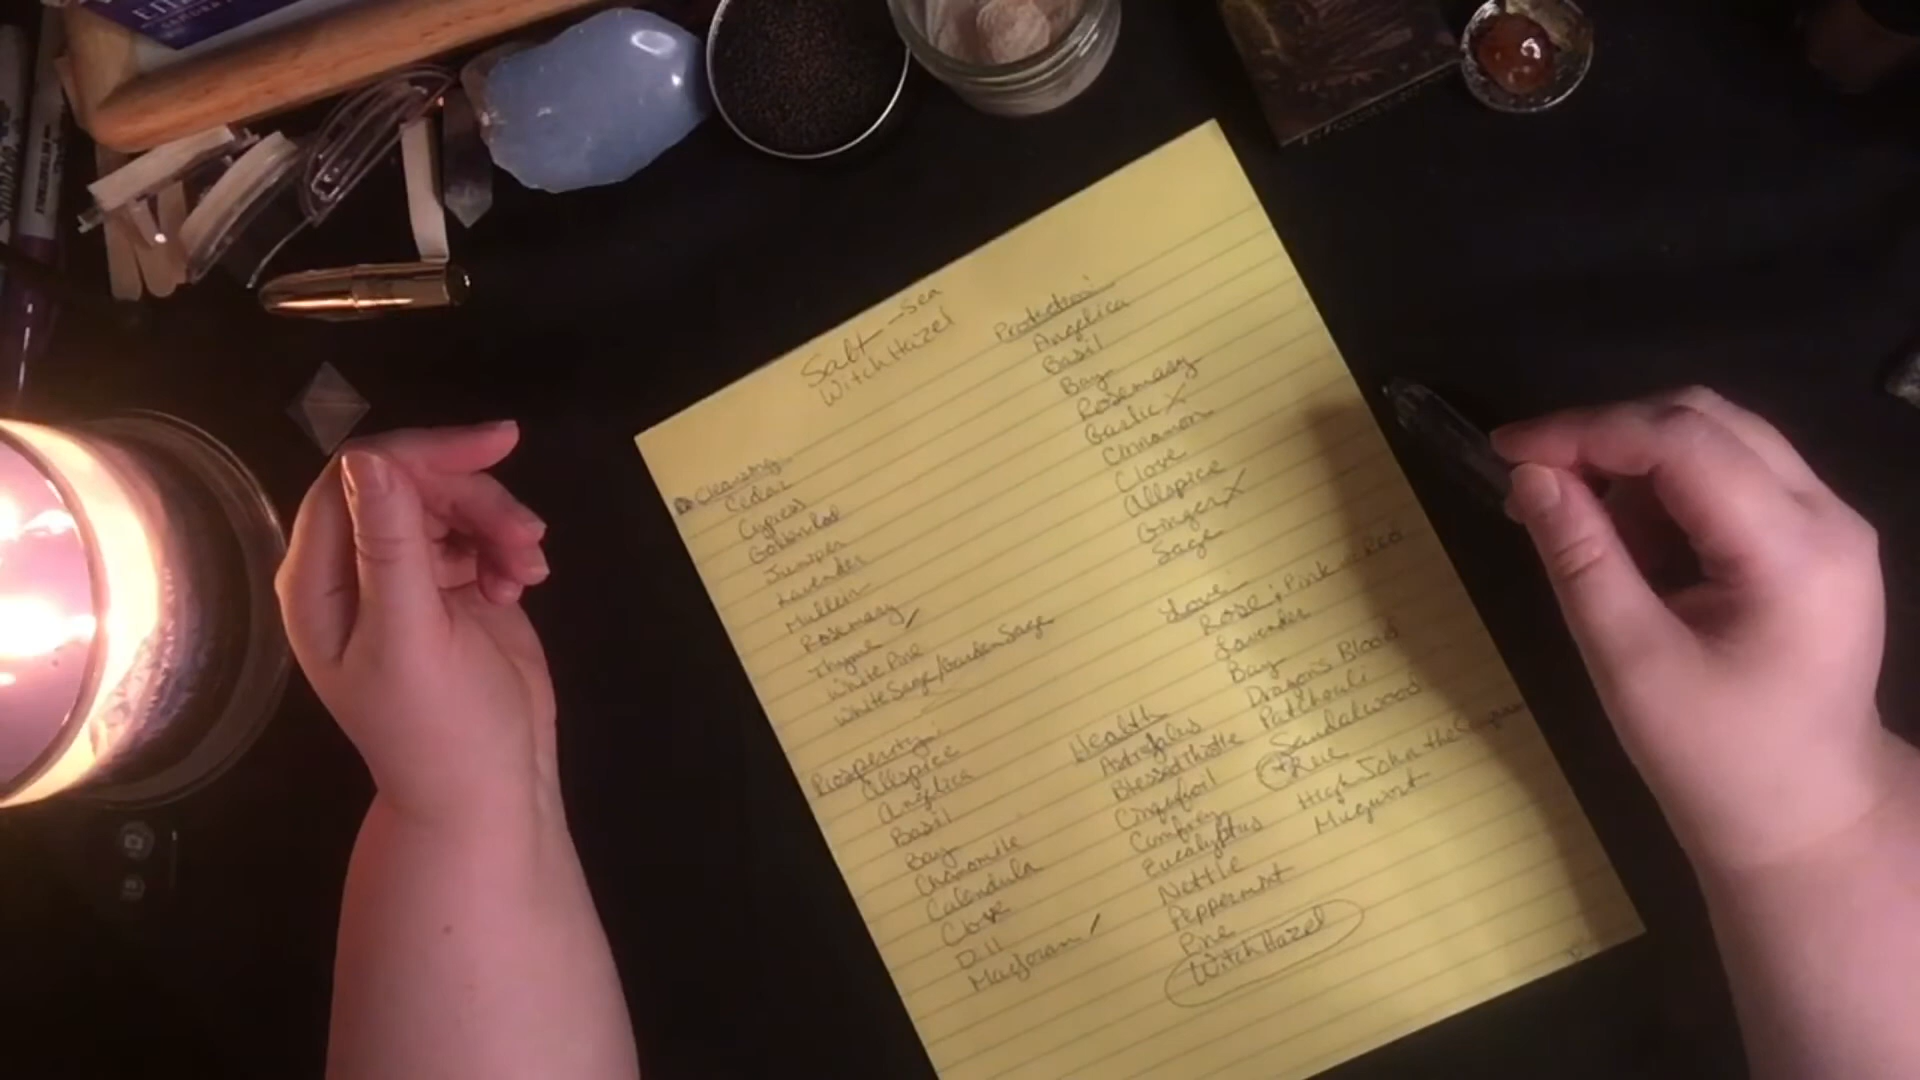 Salt - Sea
Witch Hazel
Cleansing
Cedar
Cypress
Goldenrod
Juniper
Lavender
Mullein
Rosemary
Thyme
White Pine
White Sage/Garden Sage
Prosperity:
Allspice
Angelica
Basil
Bay
Chamomile
Calendula
Clove
Dill
Marjoram
Protection:
Angelica
Basil
Bay
Rosemary
Garlic X
Cinnamon
Clove
Allspice
Ginger X
Sage
Love:
Rose; Pink or Red
Lavender
Bay
Dragon's Blood
Patchouli
Sandalwood
Rue
High John the
Mugwort
Health
Blessed Thistle
Cinqfoil
Comfrey
Eucalyptus
Nettle
Peppermint
Pine
Witch Hazel